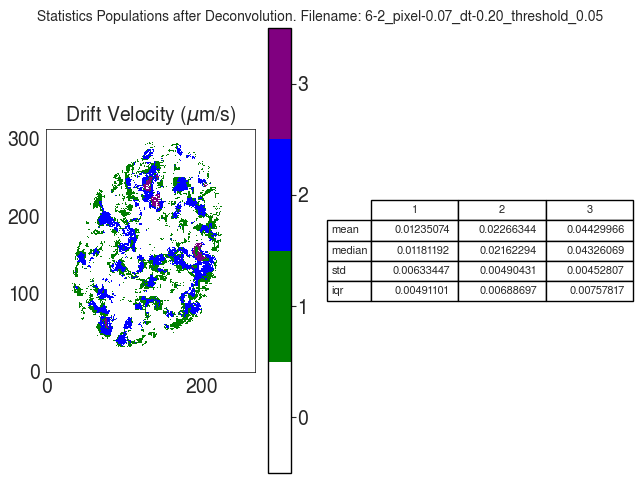 Statistics Populations after Deconvolution. Filename: 6-2_pixel-0.07_dt-0.20_threshold_0.05
Drift Velocity (μm/s)
300
200
100
0
0 200
3
2
1
0
1 2 3
mean 0.01235074 0.02266344 0.04429966
median 0.01181192 0.02162294 0.04326069
std 0.00633447 0.00490431 0.00452807
iqr 0.00491101 0.00688697 0.00757817